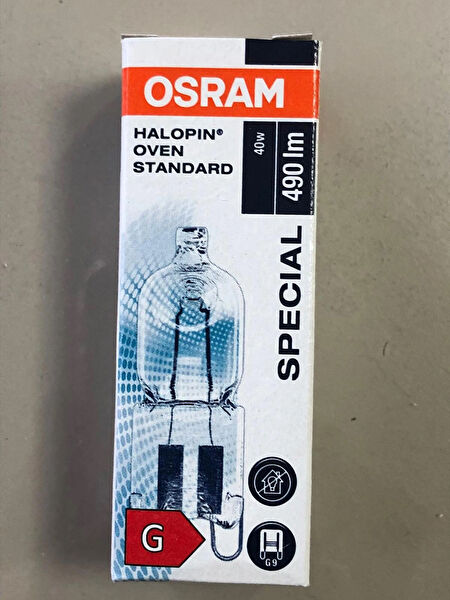 OSRAM
HALOPIN®
OVEN
STANDARD
40w
490 lm
SPECIAL
G
G9